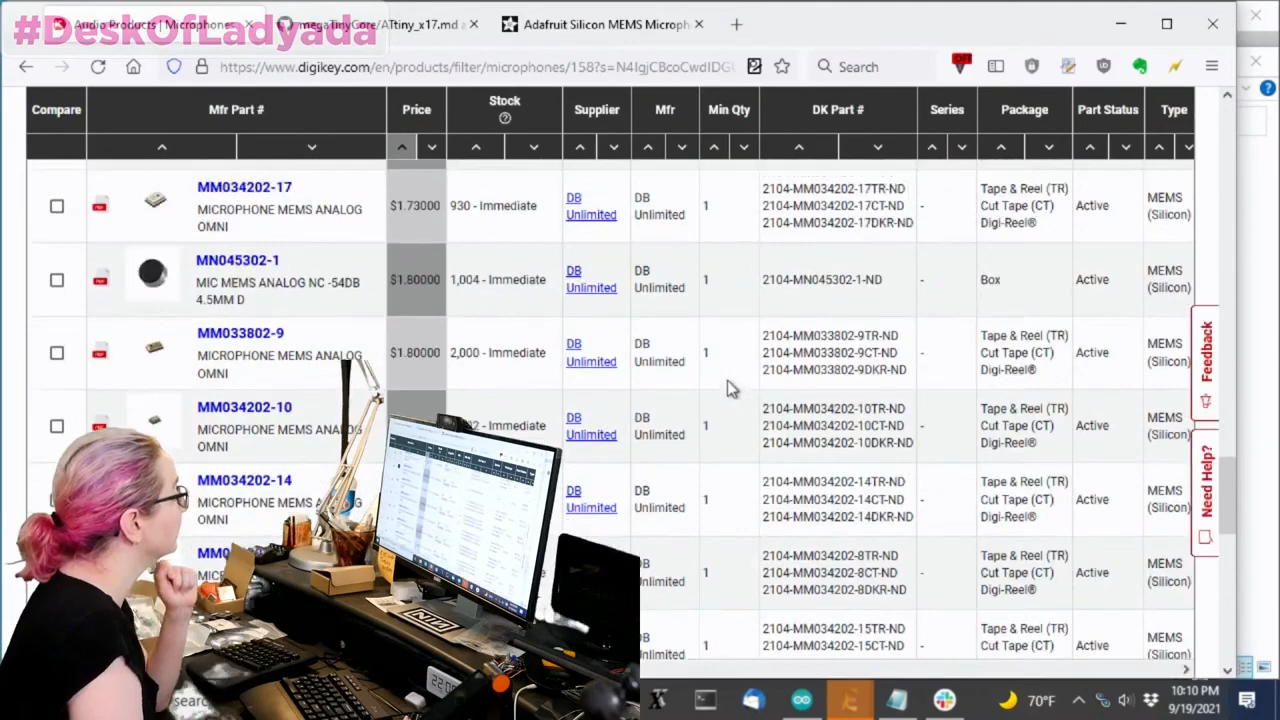 #DeskOfLadyada
Audio Products | Microphones
megaTinyCore/ATtiny_x17.md a
Adafruit Silicon MEMS Microph
https://www.digikey.com/en/products/filter/microphones/158?s=N4IgjCBcoCwdIDG
Search
OFF
Compare
Mfr Part #
Price
Stock
Supplier
Mfr
Min Qty
DK Part #
Series
Package
Part Status
Type
MM034202-17
MICROPHONE MEMS ANALOG
OMNI
$1.73000
930 - Immediate
DB
Unlimited
DB
Unlimited
1
2104-MM034202-17TR-ND
2104-MM034202-17CT-ND
2104-MM034202-17DKR-ND
-
Tape & Reel (TR)
Cut Tape (CT)
Digi-Reel®
Active
MEMS
(Silicon)
MN045302-1
MIC MEMS ANALOG NC -54DB
4.5MM D
$1.80000
1,004 - Immediate
DB
Unlimited
DB
Unlimited
1
2104-MN045302-1-ND
-
Box
Active
MEMS
(Silicon)
MM033802-9
MICROPHONE MEMS ANALOG
OMNI
$1.80000
2,000 - Immediate
DB
Unlimited
DB
Unlimited
1
2104-MM033802-9TR-ND
2104-MM033802-9CT-ND
2104-MM033802-9DKR-ND
-
Tape & Reel (TR)
Cut Tape (CT)
Digi-Reel®
Active
MEMS
(Silicon)
MM034202-10
MICROPHONE MEMS ANALOG
OMNI
- Immediate
DB
Unlimited
DB
Unlimited
1
2104-MM034202-10TR-ND
2104-MM034202-10CT-ND
2104-MM034202-10DKR-ND
-
Tape & Reel (TR)
Cut Tape (CT)
Digi-Reel®
Active
MEMS
(Silicon)
MM034202-14
MICROPHONE MEMS
OMNI
- Immediate
DB
Unlimited
DB
Unlimited
1
2104-MM034202-14TR-ND
2104-MM034202-14CT-ND
2104-MM034202-14DKR-ND
-
Tape & Reel (TR)
Cut Tape (CT)
Digi-Reel®
Active
MEMS
(Silicon)
DB
Unlimited
1
2104-MM034202-8TR-ND
2104-MM034202-8CT-ND
2104-MM034202-8DKR-ND
-
Tape & Reel (TR)
Cut Tape (CT)
Digi-Reel®
Active
MEMS
(Silicon)
DB
Unlimited
1
2104-MM034202-15TR-ND
2104-MM034202-15CT-ND
-
Tape & Reel (TR)
Cut Tape (CT)
Active
MEMS
(Silicon)
Feedback
Need Help?
NIN
70°F
10:10 PM
9/19/2021